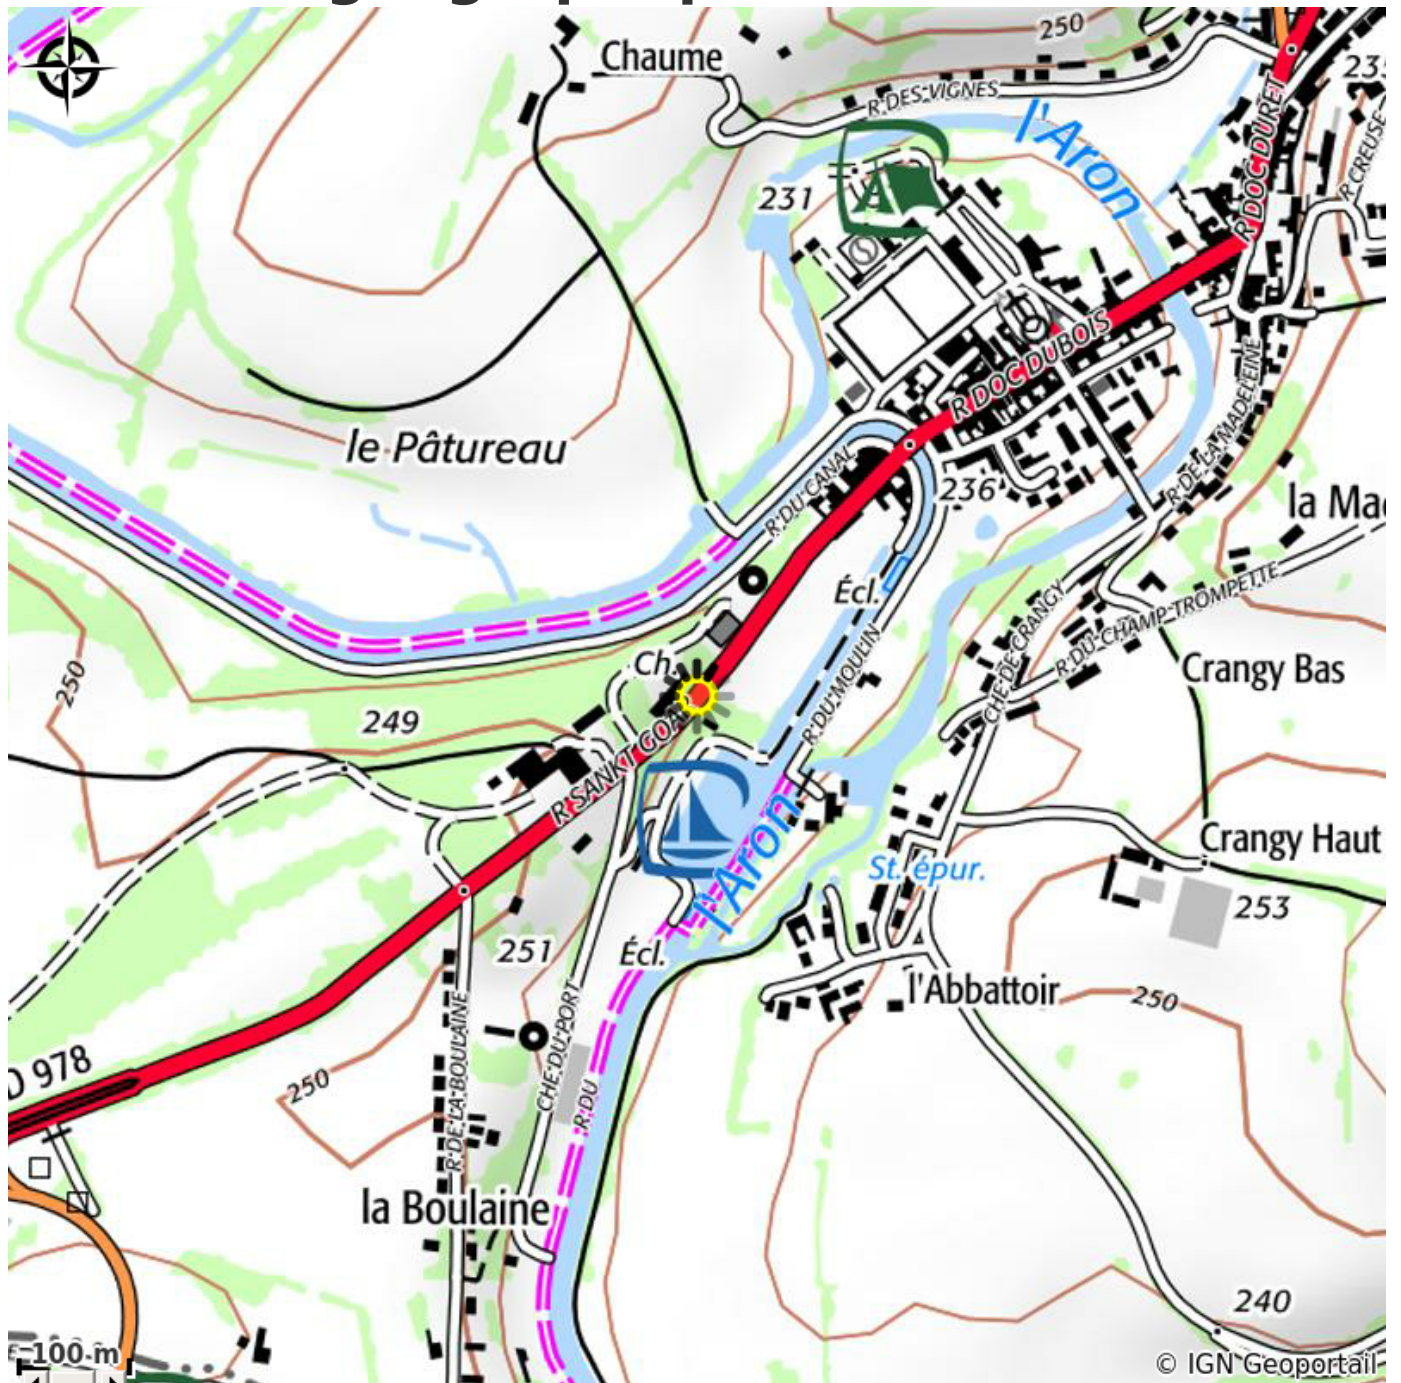 250
Chaume
R DES VIGNES
l'Aron
R DOC DURET
R CREUSE
231
R DOC DUBOIS
le Pâtureau
R DU CANAL
236
R DE LA MADELEINE
Écl.
R DU CHAMP TROMPETTE
CHE DE CRANGY
R DU MOULIN
Ch.
Crangy Bas
250
249
R SANKT GOA
l'Aron
Crangy Haut
St. épur.
253
251
Écl.
l'Abbattoir
250
CHE DU PORT
R DE LA BOULAINE
D 978
250
R DU
la Boulaine
240
100 m
© IGN Geoportail